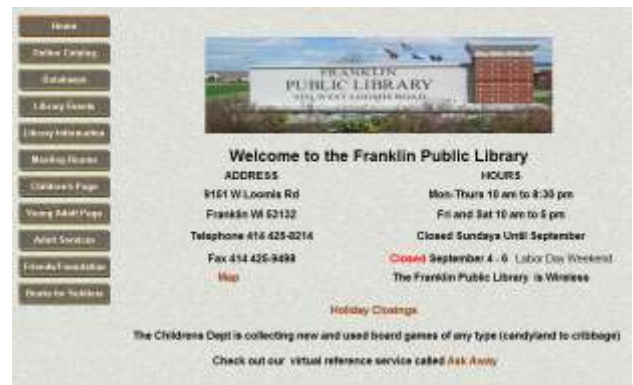 Home
Online Catalog
Databases
Library Events
Library Information
Meeting Rooms
Children's Page
Young Adult Page
Adult Services
Friends/Foundation
Books for Toddlers
FRANKLIN
PUBLIC LIBRARY
9151 WEST LOOMIS ROAD
Welcome to the Franklin Public Library
ADDRESS
9151 W Loomis Rd
Franklin WI 53132
Telephone 414 425-8214
Fax 414 425-9498
Map
HOURS
Mon-Thurs 10 am to 8:30 pm
Fri and Sat 10 am to 5 pm
Closed Sundays Until September
Closed September 4 - 6 Labor Day Weekend
The Franklin Public Library is Wireless
Holiday Closings
The Childrens Dept is collecting new and used board games of any type (candyland to cribbage)
Check out our virtual reference service called Ask Away